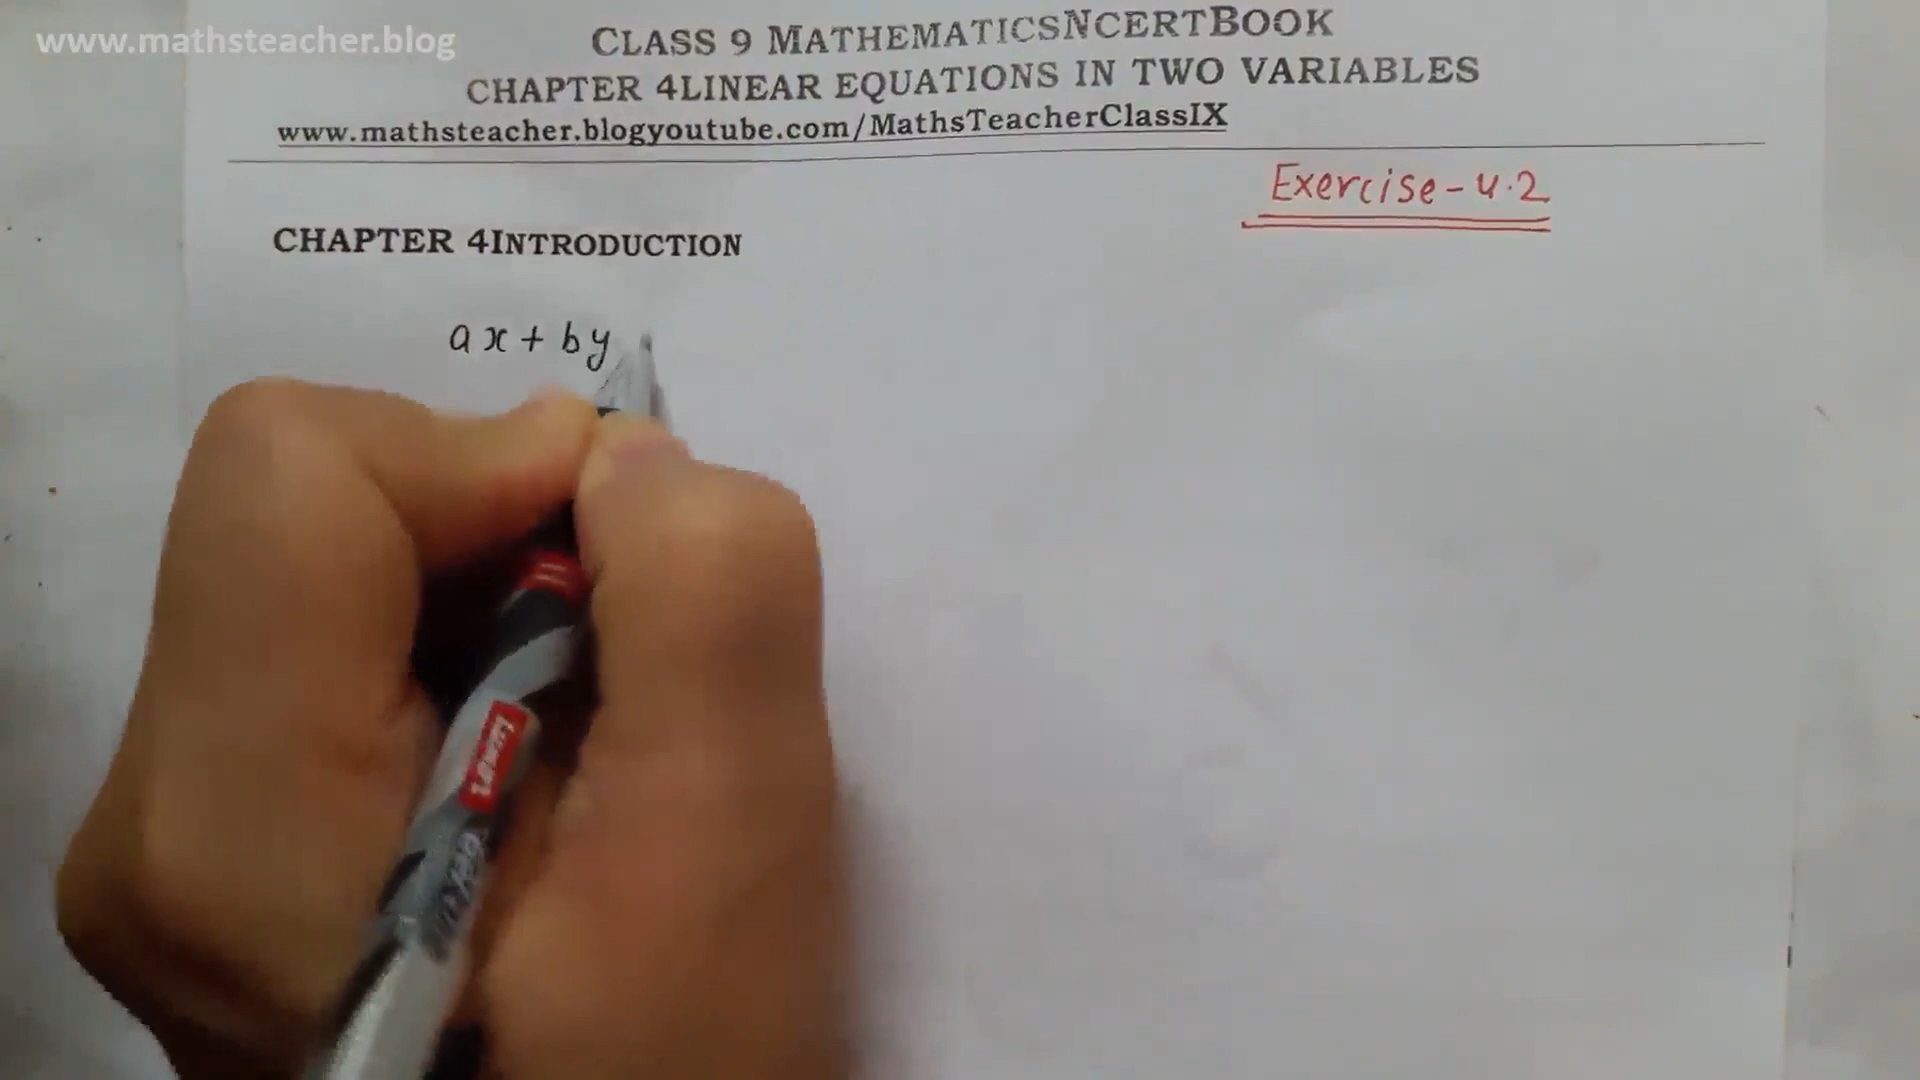 www.mathsteacher.blog
CLASS 9 MATHEMATICSNCERTBOOK
CHAPTER 4LINEAR EQUATIONS IN TWO VARIABLES
www.mathsteacher.blogyoutube.com/MathsTeacherClassIX
Exercise-4.2
CHAPTER 4INTRODUCTION
ax + by